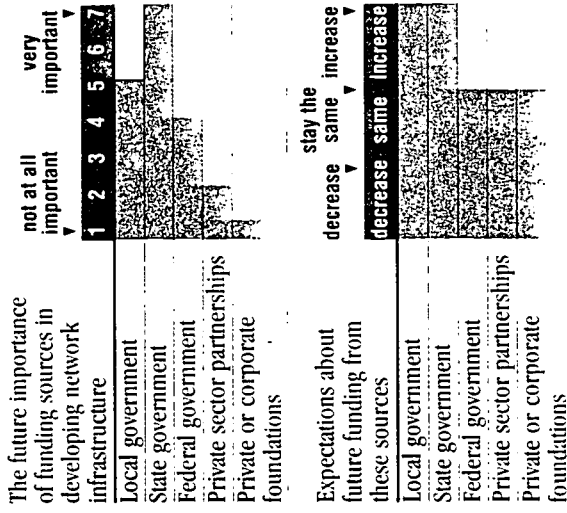 The future importance
of funding sources in
developing network
infrastructure
not at all
important
very
important
1 2 3 4 5 6 7
Local government
State government
Federal government
Private sector partnerships
Private or corporate
foundations
Expectations about
future funding from
these sources
decrease
stay the
same
increase
decrease same increase
Local government
State government
Federal government
Private sector partnerships
Private or corporate
foundations